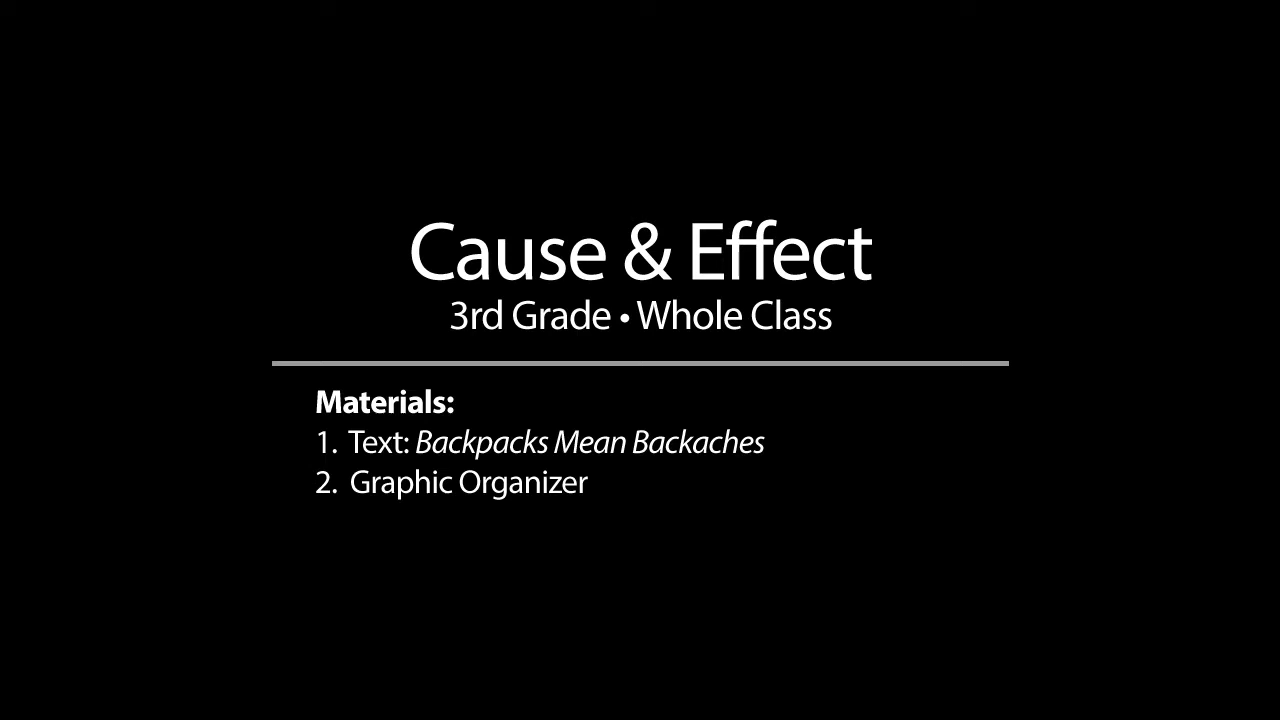 Cause & Effect
3rd Grade • Whole Class
Materials:
1. Text: Backpacks Mean Backaches
2. Graphic Organizer